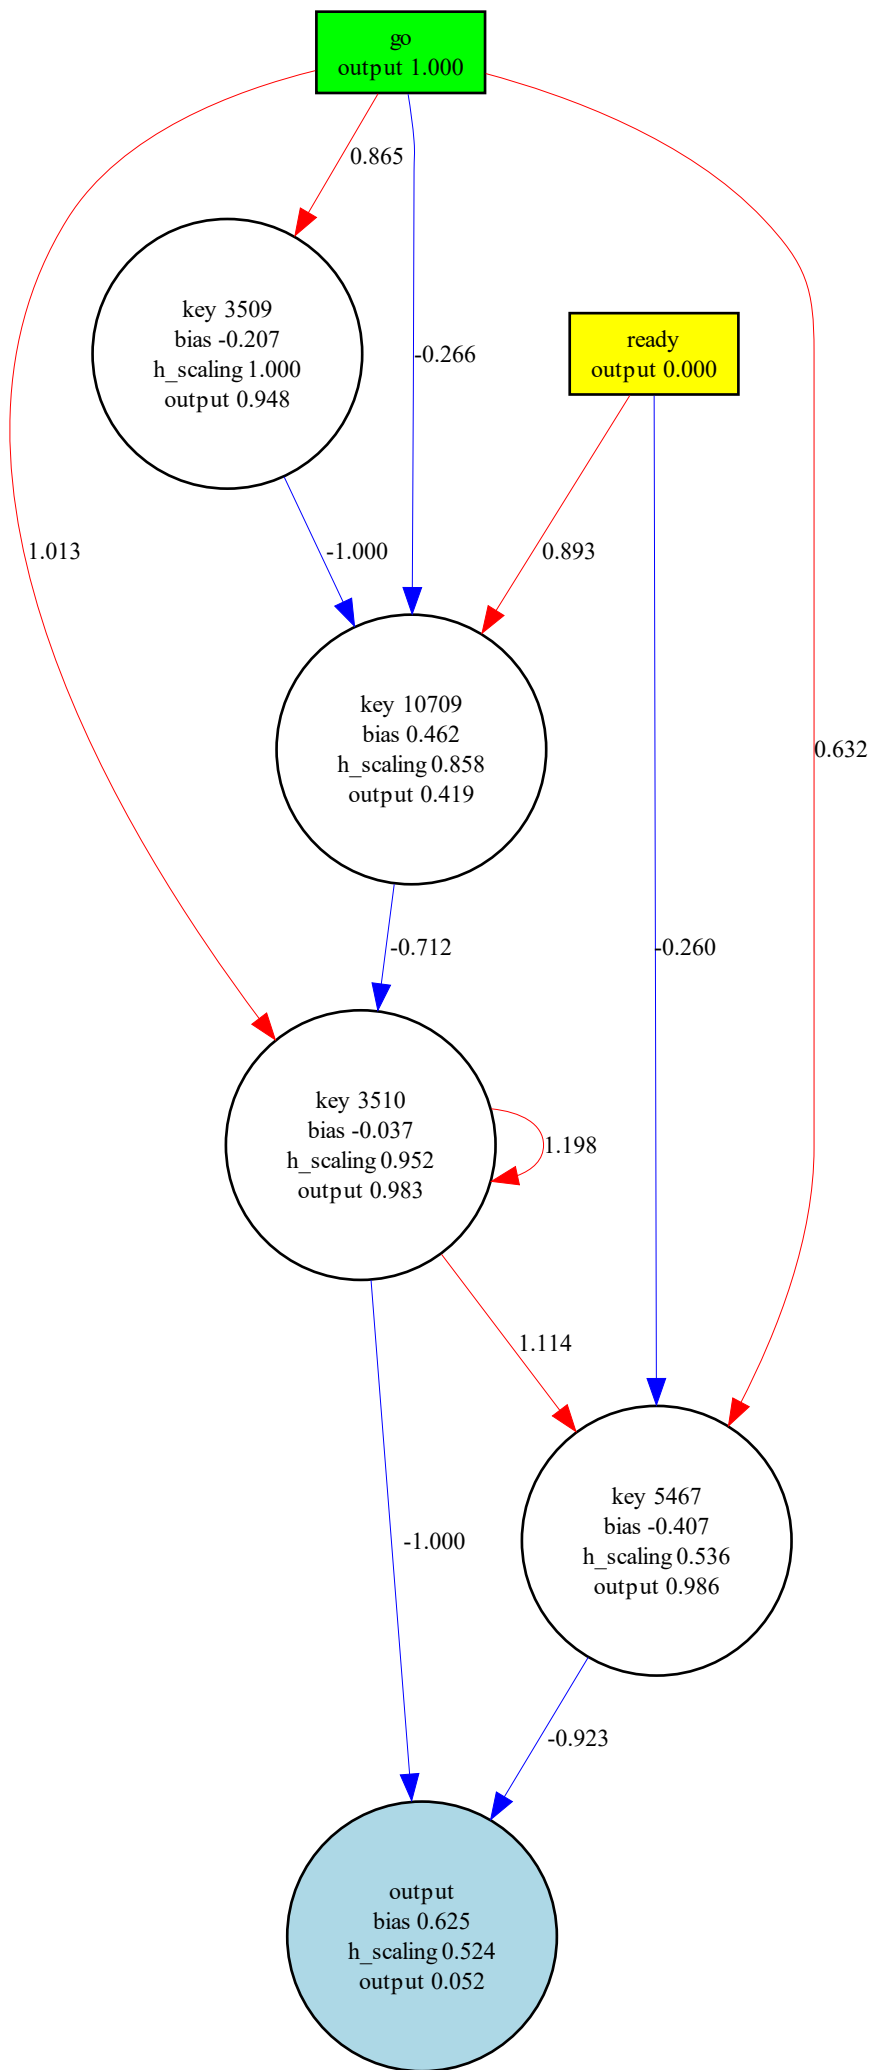 go
output 1.000
0.865
key 3509
bias -0.207
h_scaling 1.000
output 0.948
-0.266
ready
output 0.000
1.013
-1.000
0.893
key 10709
bias 0.462
h_scaling 0.858
output 0.419
0.632
-0.712
-0.260
key 3510
bias -0.037
h_scaling 0.952
output 0.983
1.198
1.114
key 5467
bias -0.407
h_scaling 0.536
output 0.986
-1.000
-0.923
output
bias 0.625
h_scaling 0.524
output 0.052